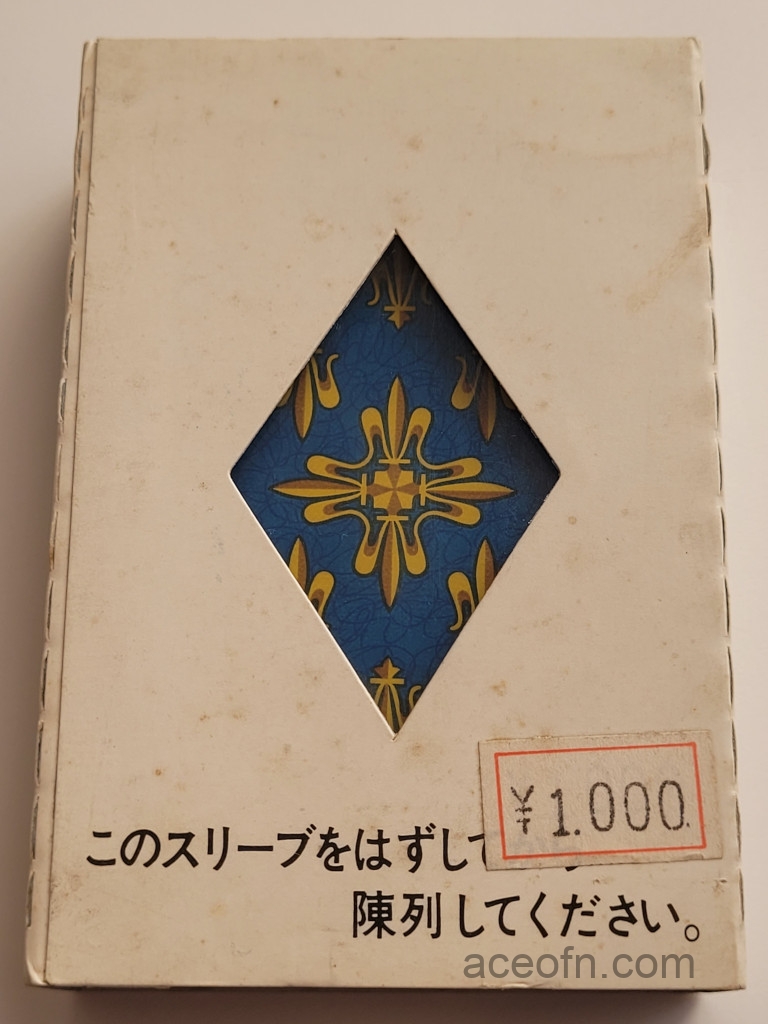 ¥1.000
このスリーブをはずして
陳列してください。
aceofn.com